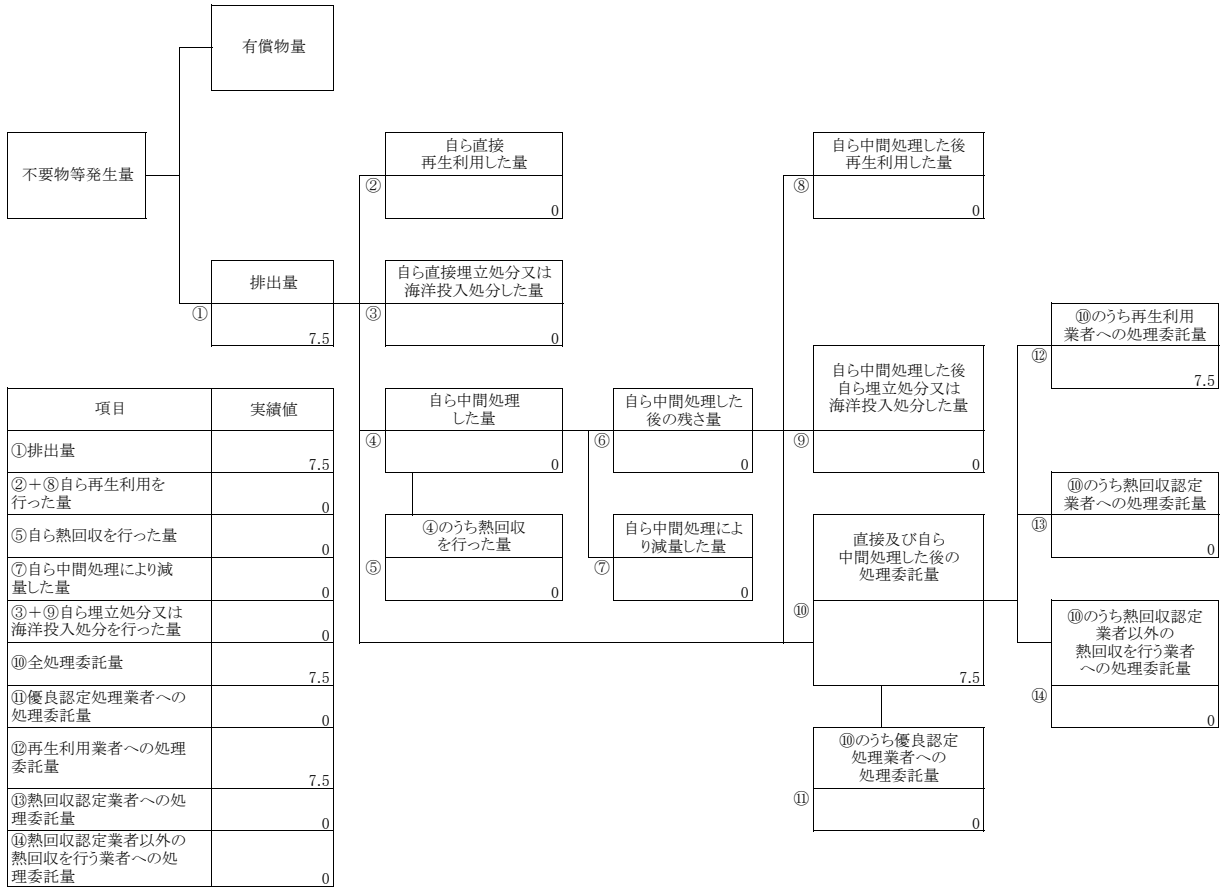 有償物量
不要物等発生量
自ら直接
再生利用した量
②
0
自ら中間処理した後
再生利用した量
⑧
0
排出量
①
7.5
自ら直接埋立処分又は
海洋投入処分した量
③
0
⑩のうち再生利用
業者への処理委託量
⑫
7.5
自ら中間処理
した量
④
0
自ら中間処理した
後の残さ量
⑥
0
自ら中間処理した後
自ら埋立処分又は
海洋投入処分した量
⑨
0
⑩のうち熱回収認定
業者への処理委託量
⑬
0
④のうち熱回収
を行った量
⑤
0
自ら中間処理によ
り減量した量
⑦
0
直接及び自ら
中間処理した後の
処理委託量
⑩
7.5
⑩のうち熱回収認定
業者以外の
熱回収を行う業者
への処理委託量
⑭
0
⑩のうち優良認定
処理業者への
処理委託量
⑪
0
項目
実績値
①排出量
7.5
②+⑧自ら再生利用を
行った量
0
⑤自ら熱回収を行った量
0
⑦自ら中間処理により減
量した量
0
③+⑨自ら埋立処分又は
海洋投入処分を行った量
0
⑩全処理委託量
7.5
⑪優良認定処理業者への
処理委託量
0
⑫再生利用業者への処理
委託量
7.5
⑬熱回収認定業者への処
理委託量
0
⑭熱回収認定業者以外の
熱回収を行う業者への処
理委託量
0